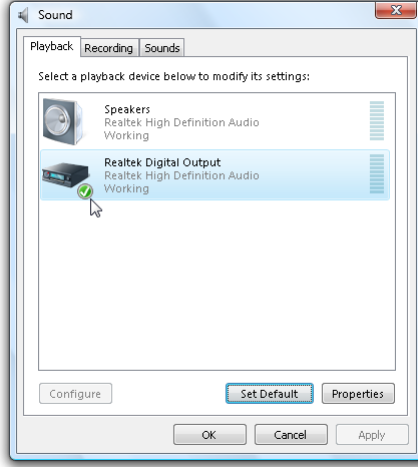 Sound
Playback Recording Sounds
Select a playback device below to modify its settings:
Speakers
Realtek High Definition Audio
Working
Realtek Digital Output
Realtek High Definition Audio
Working
Configure Set Default Properties
OK Cancel Apply